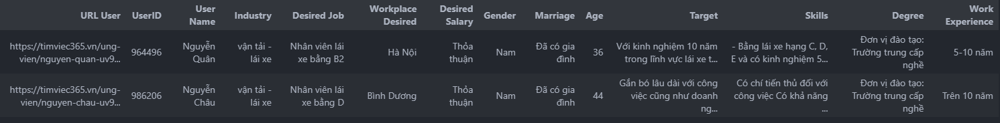 URL User UserID User Name Industry Desired Job Workplace Desired Desired Salary Gender Marriage Age Target Skills Degree Work Experience
https://timviec365.vn/ung-vien/nguyen-quan-uv9... 964496 Nguyễn Quân vận tải - lái xe Nhân viên lái xe bằng B2 Hà Nội Thỏa thuận Nam Đã có gia đình 36 Với kinh nghiệm 10 năm trong lĩnh vực lái xe t... - Bằng lái xe hạng C, D, E và có kinh nghiệm 5... Đơn vị đào tạo: Trường trung cấp nghề 5-10 năm
https://timviec365.vn/ung-vien/nguyen-chau-uv9... 986206 Nguyễn Châu vận tải - lái xe Nhân viên lái xe bằng D Bình Dương Thỏa thuận Nam Đã có gia đình 44 Gắn bó lâu dài với công việc cũng như doanh ng... Có chí tiến thủ đối với công việc Có khả năng ... Đơn vị đào tạo: Trường trung cấp nghề Trên 10 năm